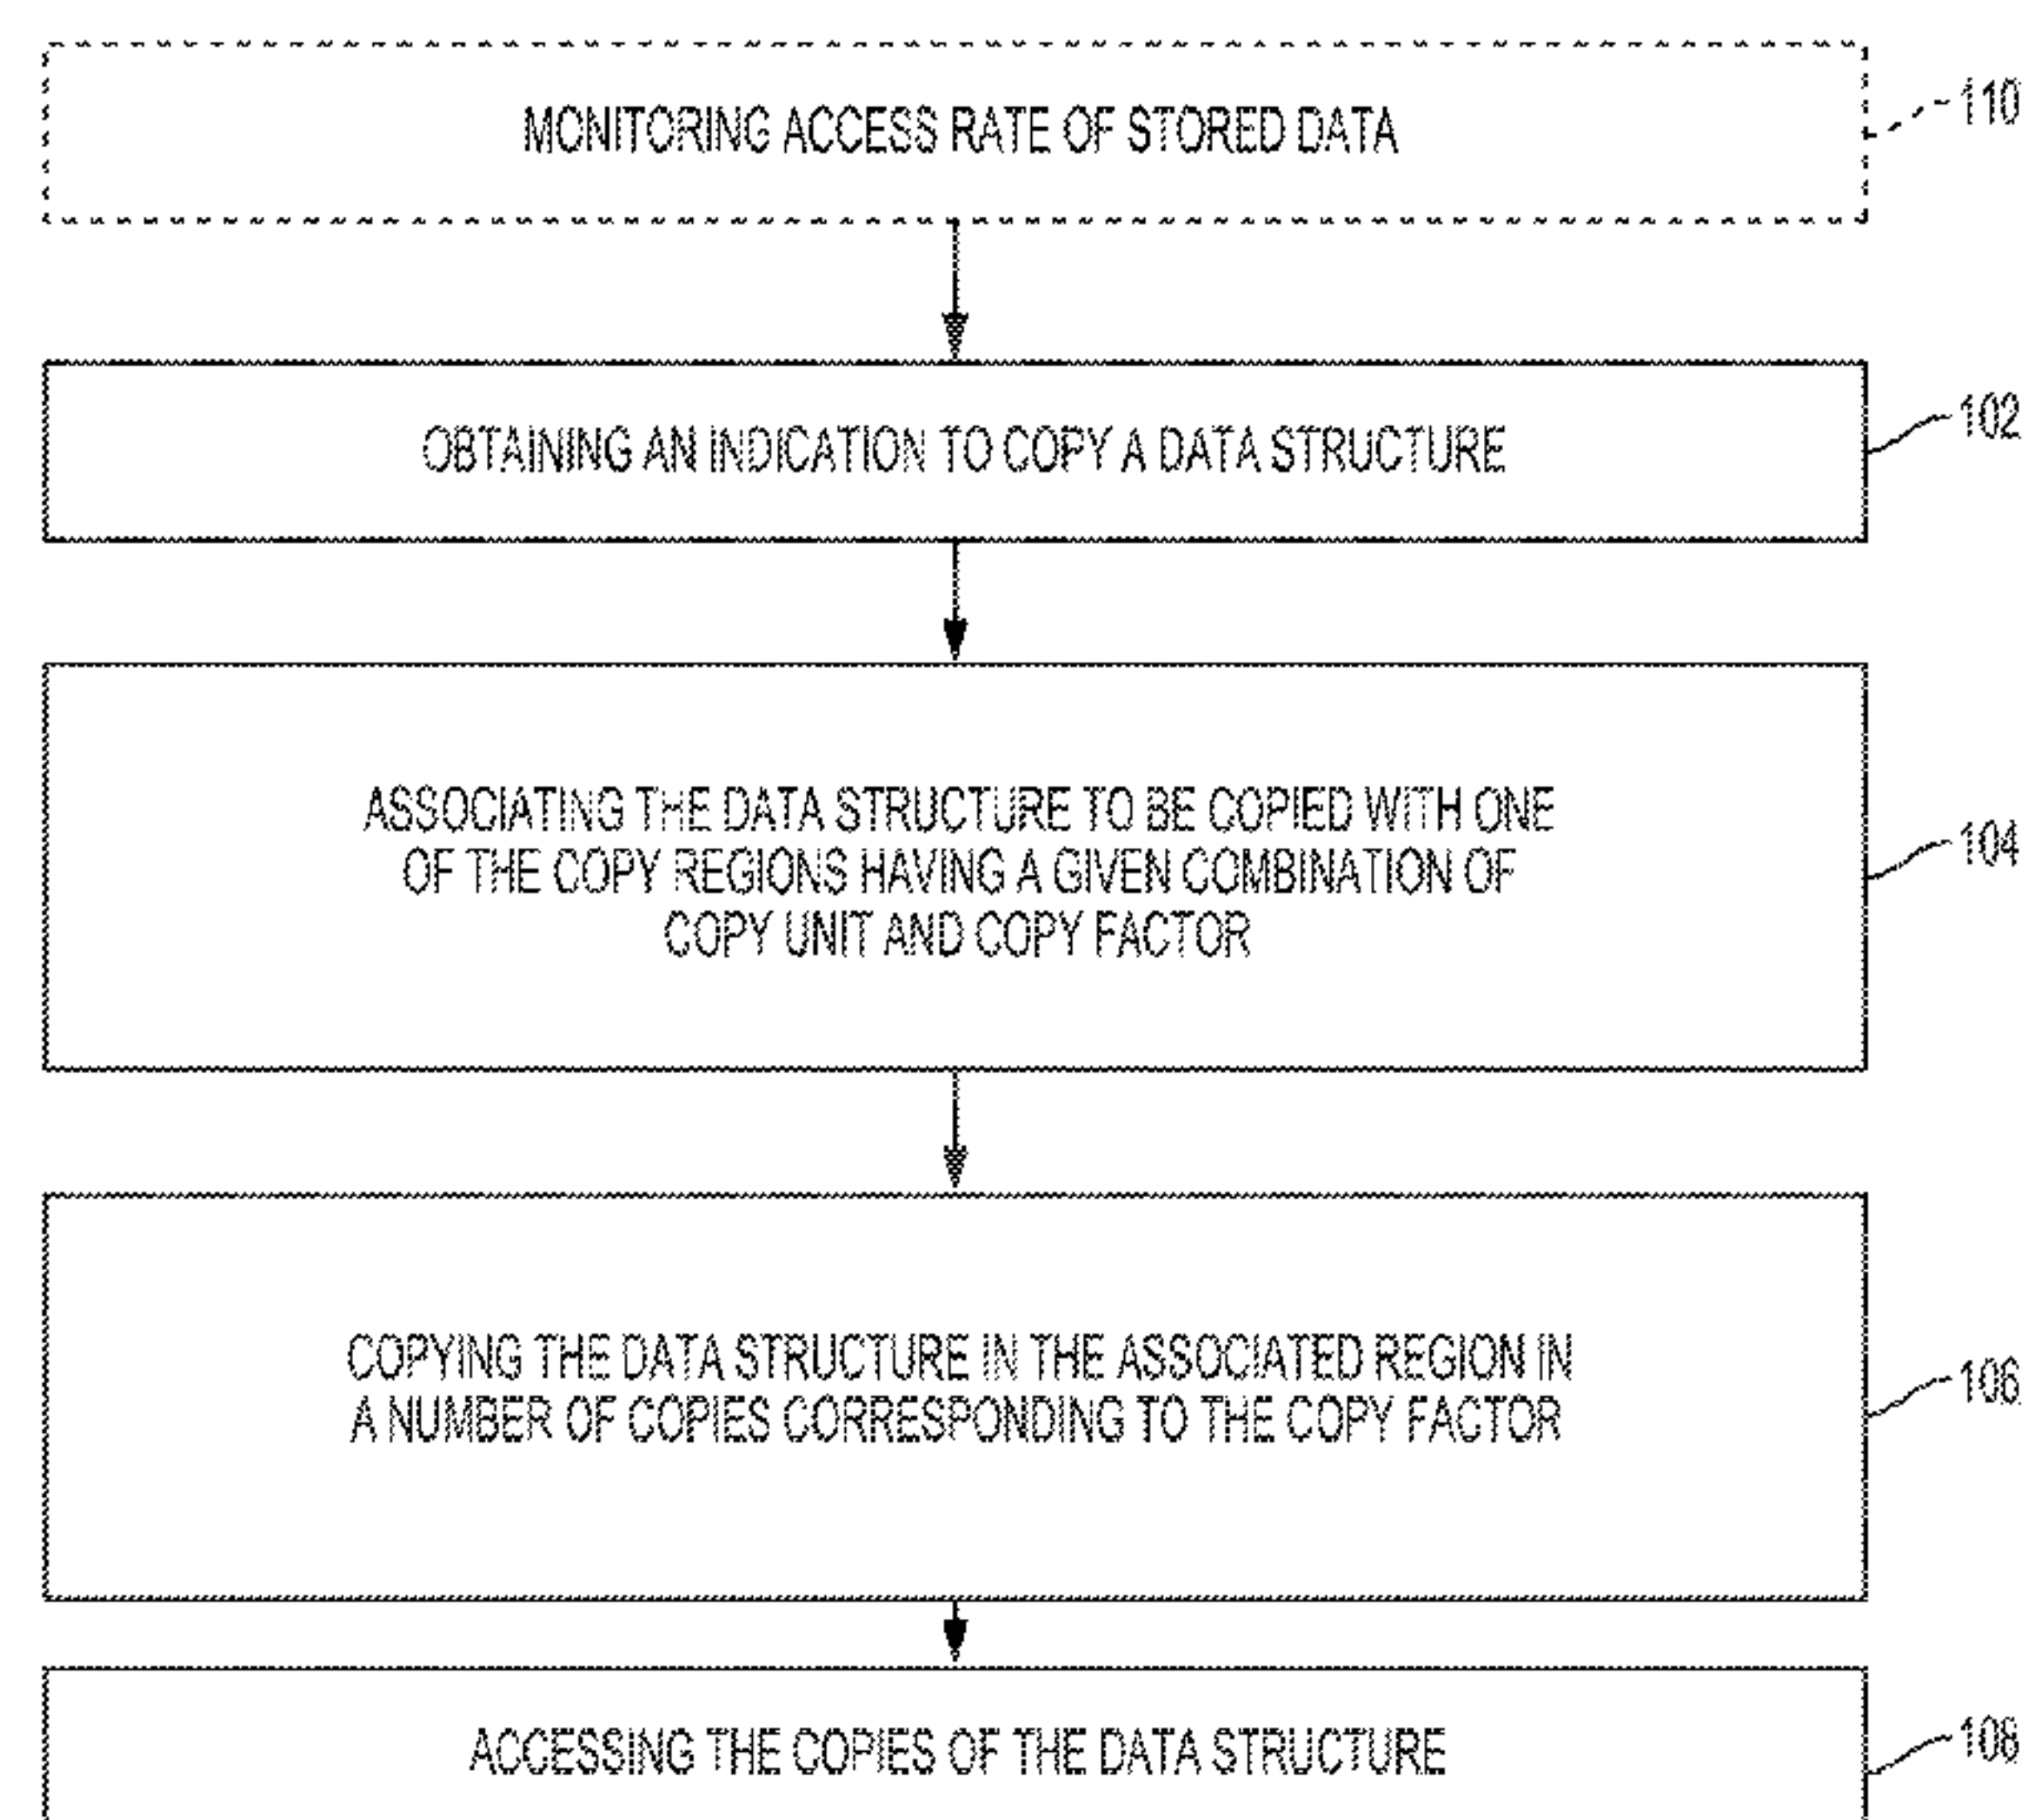 MONITORING ACCESS RATE OF STORED DATA
110
OBTAINING AN INDICATION TO COPY A DATA STRUCTURE
102
ASSOCIATING THE DATA STRUCTURE TO BE COPIED WITH ONE
OF THE COPY REGIONS HAVING A GIVEN COMBINATION OF
COPY UNIT AND COPY FACTOR
104
COPYING THE DATA STRUCTURE IN THE ASSOCIATED REGION IN
A NUMBER OF COPIES CORRESPONDING TO THE COPY FACTOR
106
ACCESSING THE COPIES OF THE DATA STRUCTURE
108